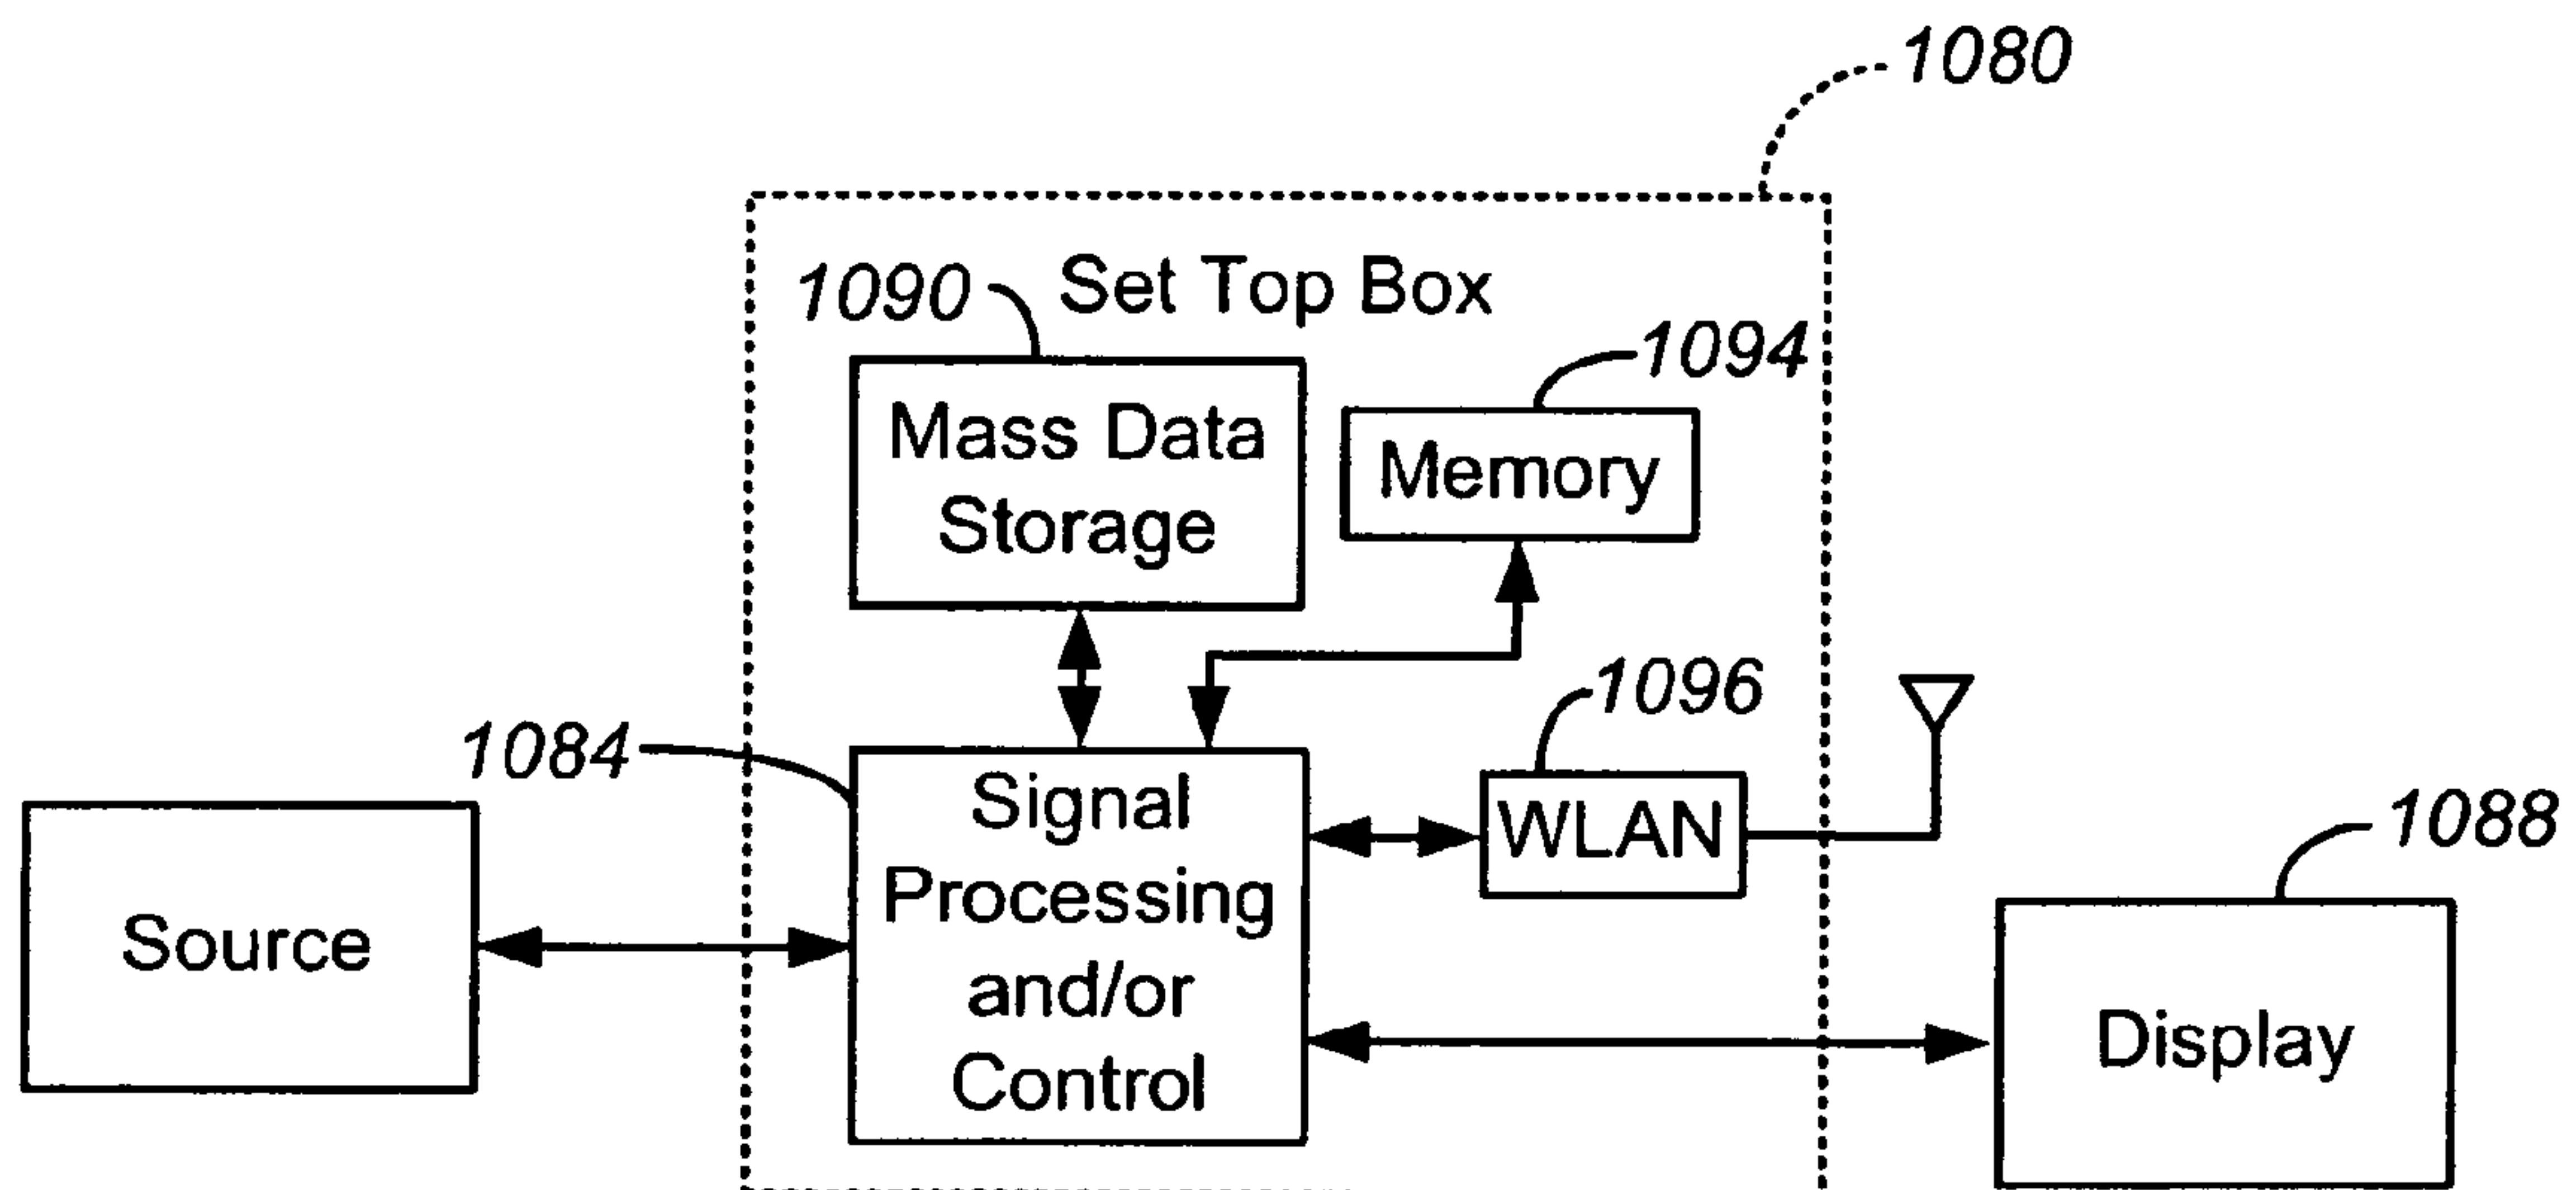 1080
Set Top Box
1090
1094
Mass Data
Storage
Memory
1096
1084
Signal
Processing
and/or
Control
WLAN
1088
Source
Display